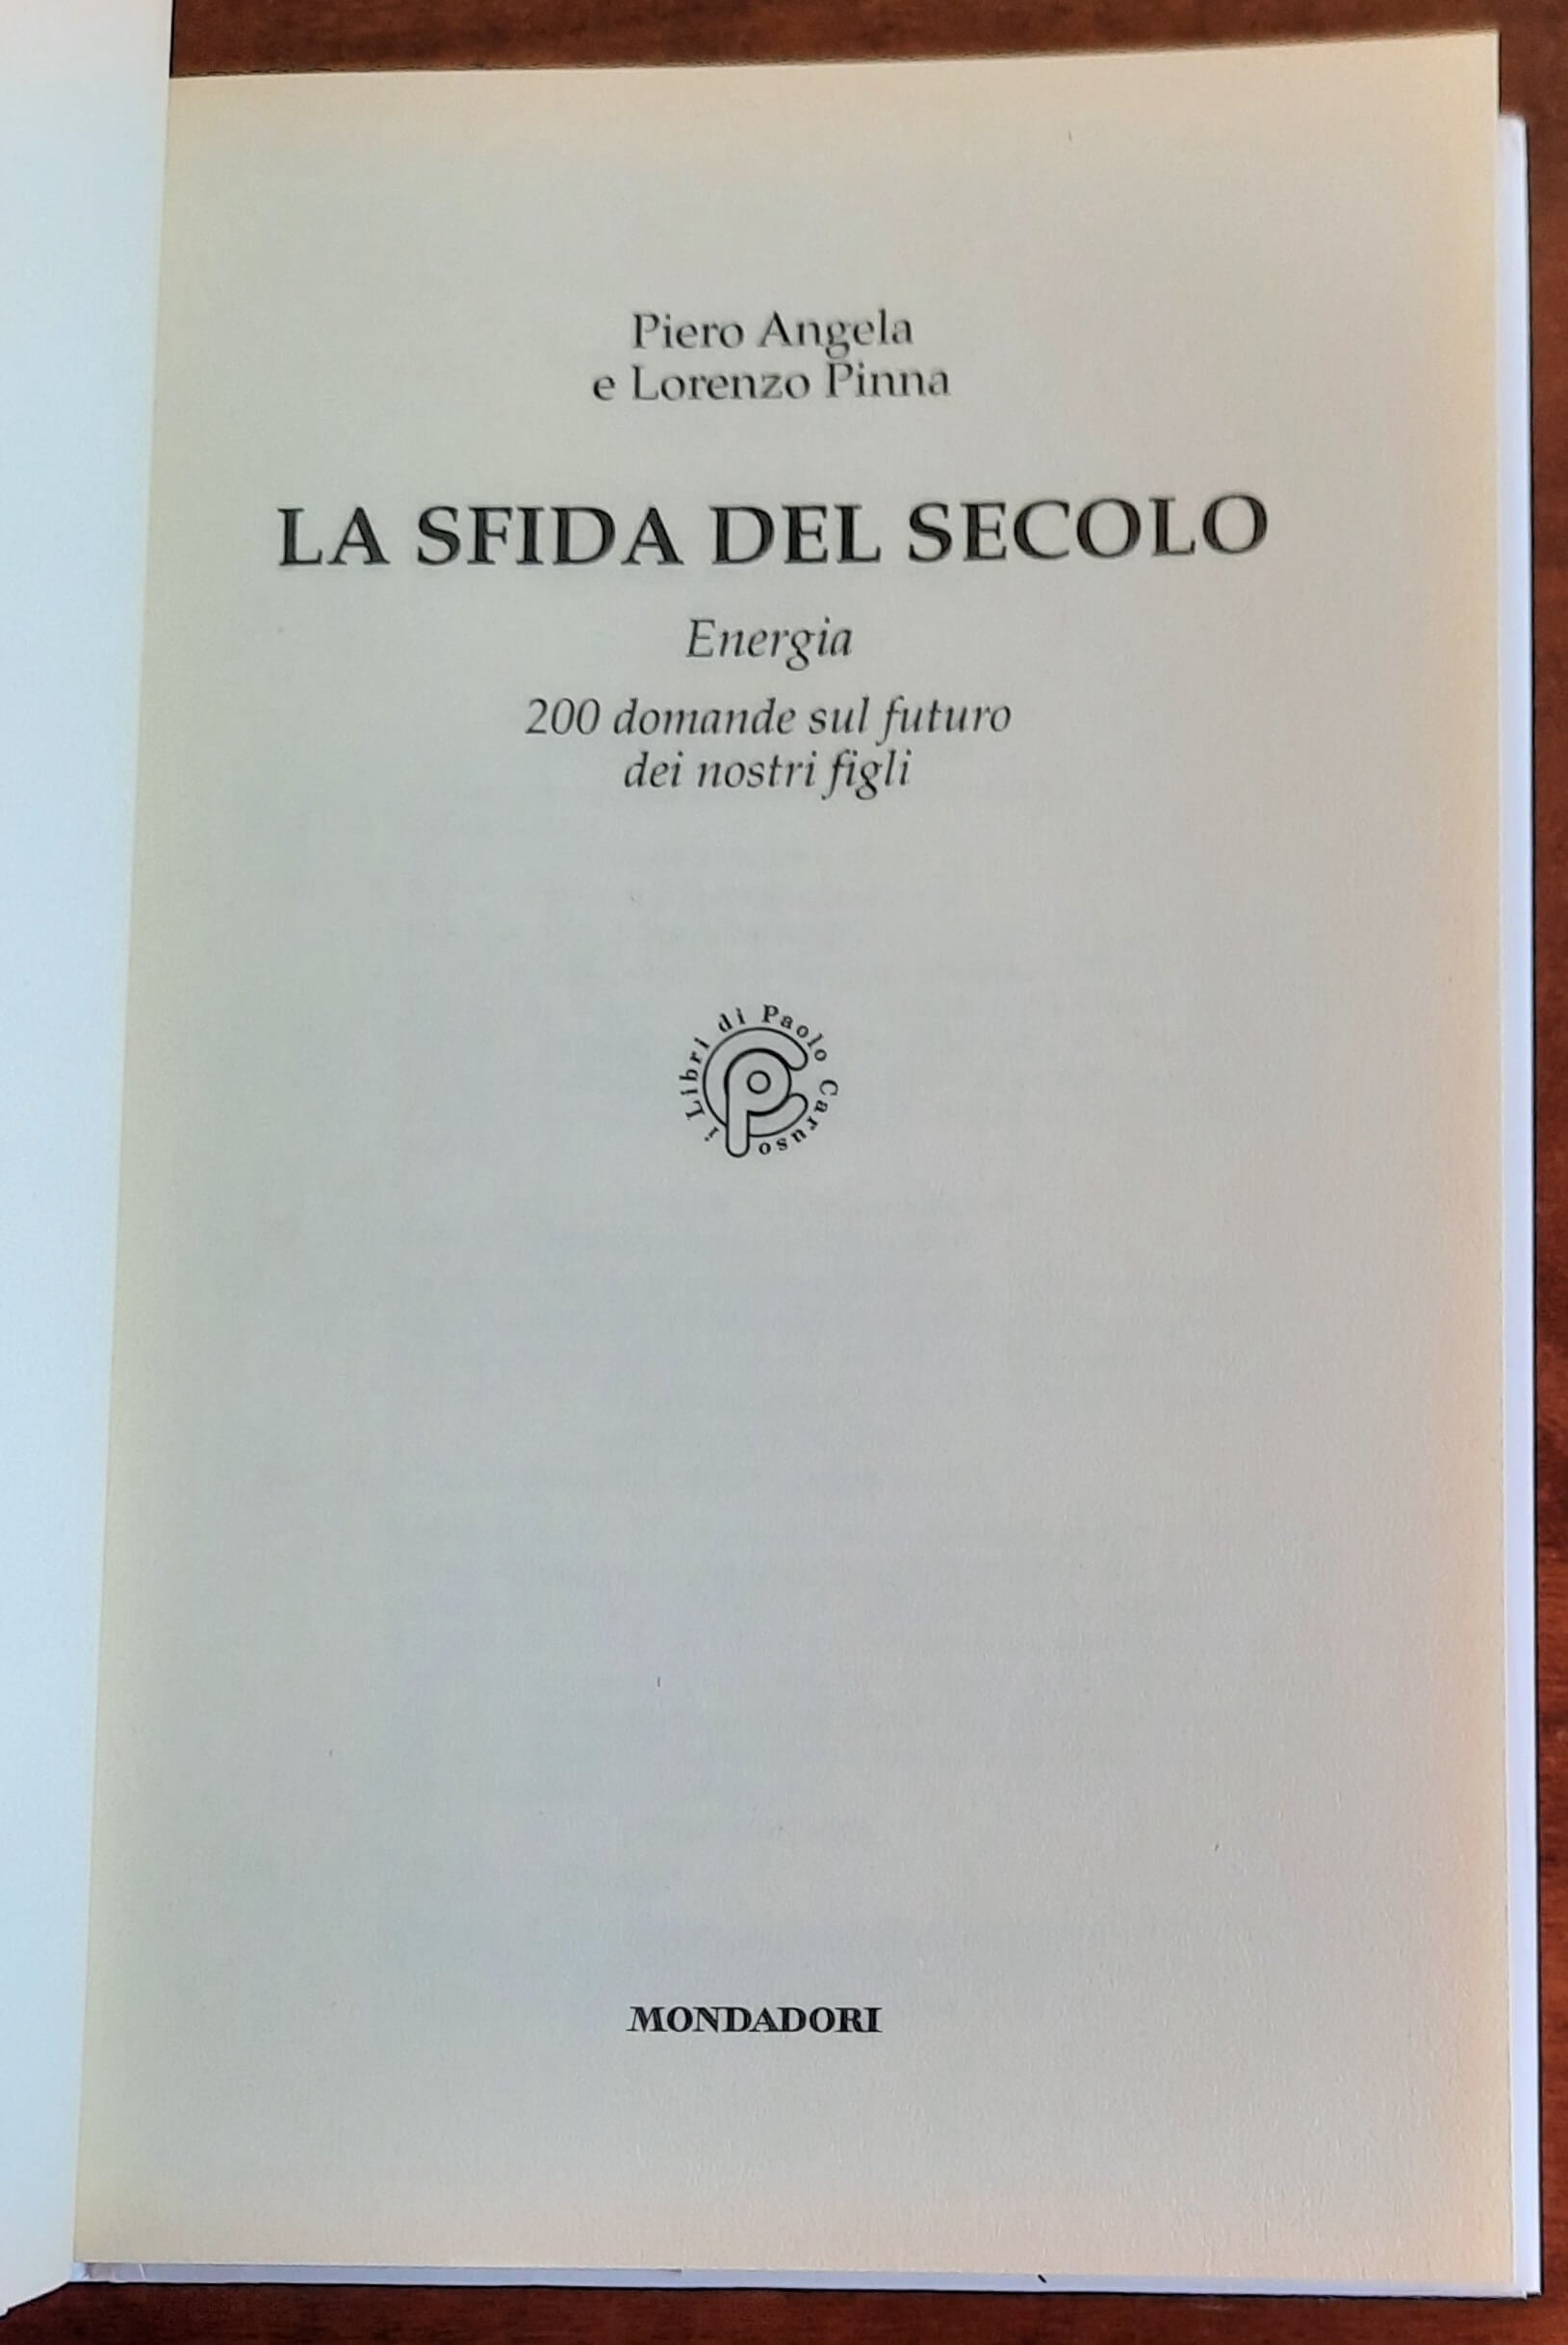 Piero Angela
e Lorenzo Pinna
LA SFIDA DEL SECOLO
Energia
200 domande sul futuro
dei nostri figli
i Libri di Paolo Caruso
MONDADORI